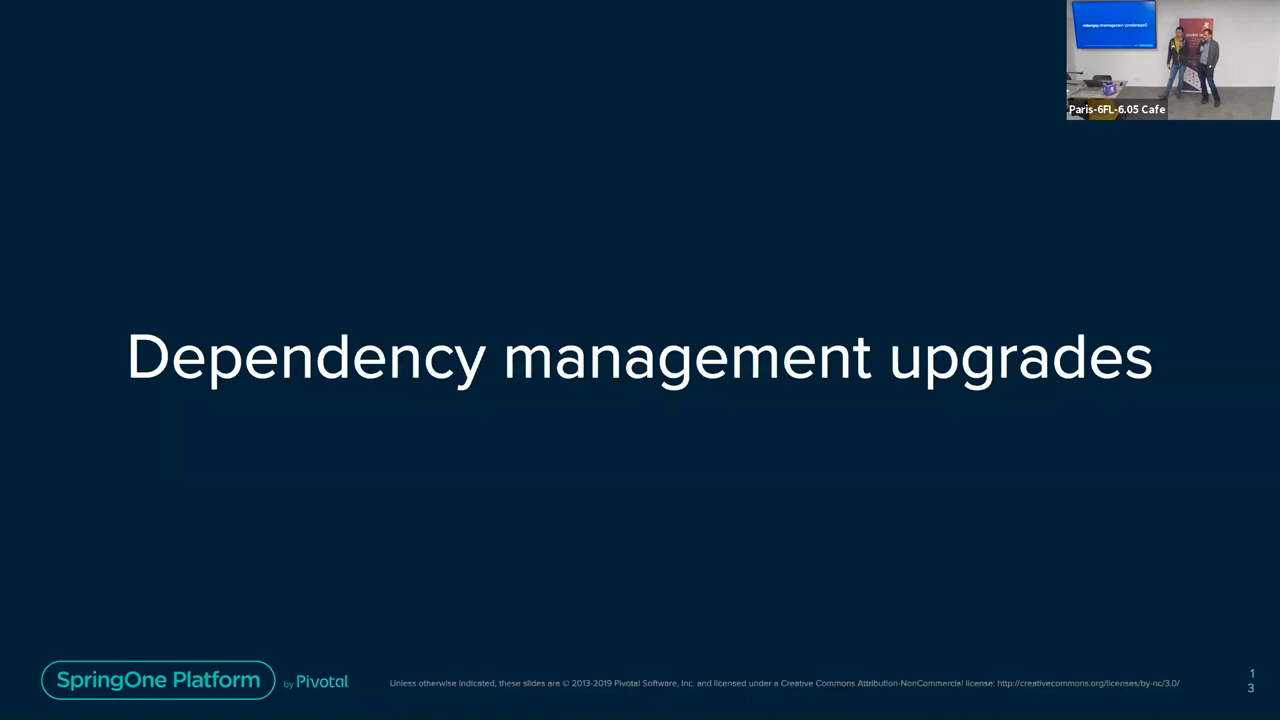 Paris-6FL-6.05 Cafe
Dependency management upgrades
SpringOne Platform
by Pivotal
Unless otherwise indicated, these slides are © 2013-2019 Pivotal Software, Inc. and licensed under a Creative Commons Attribution-NonCommercial license: http://creativecommons.org/licenses/by-nc/3.0/
1
3